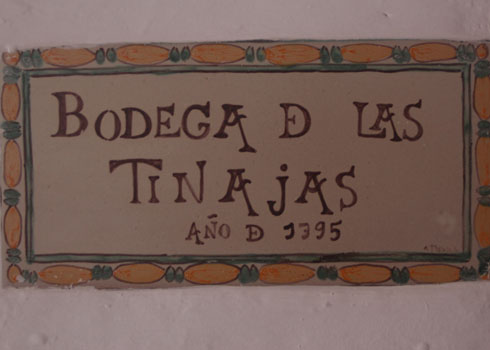 BODEGA D LAS
TINAJAS
AÑO D 1395